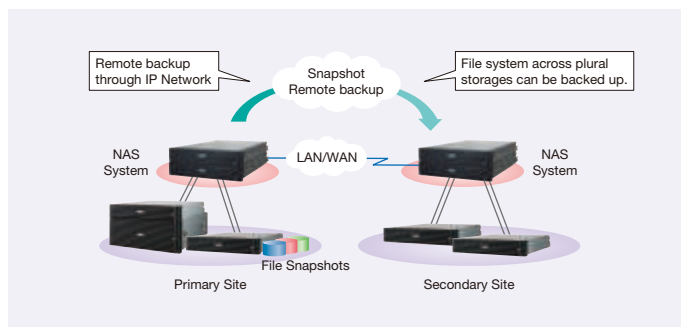 Remote backup
through IP Network
Snapshot
Remote backup
File system across plural
storages can be backed up.
NAS
System
LAN/WAN
NAS
System
File Snapshots
Primary Site
Secondary Site